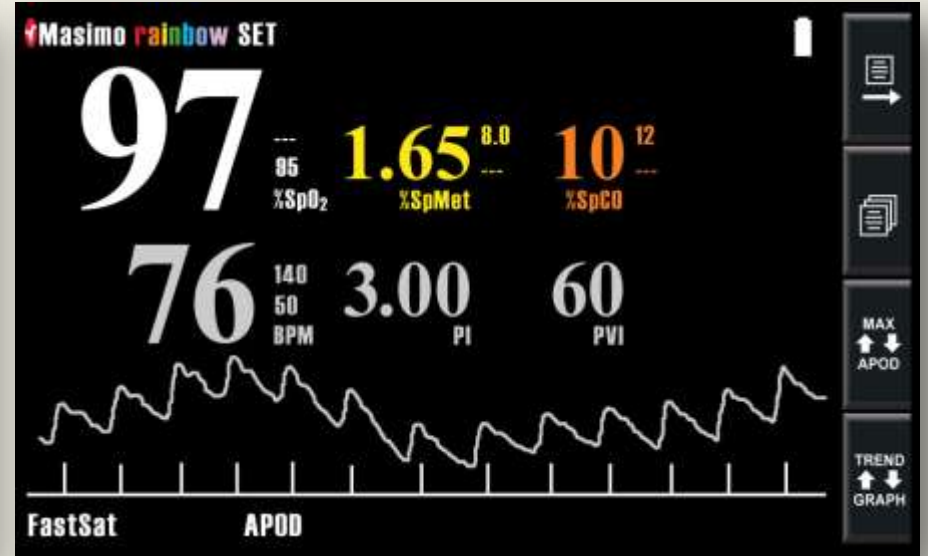 Masimo rainbow SET
97
---
85
%SpO₂
1.65
8.0
---
%SpMet
10
12
---
%SpCO
76
140
50
BPM
3.00
PI
60
PVI
MAX
APOD
TREND
GRAPH
FastSat
APOD